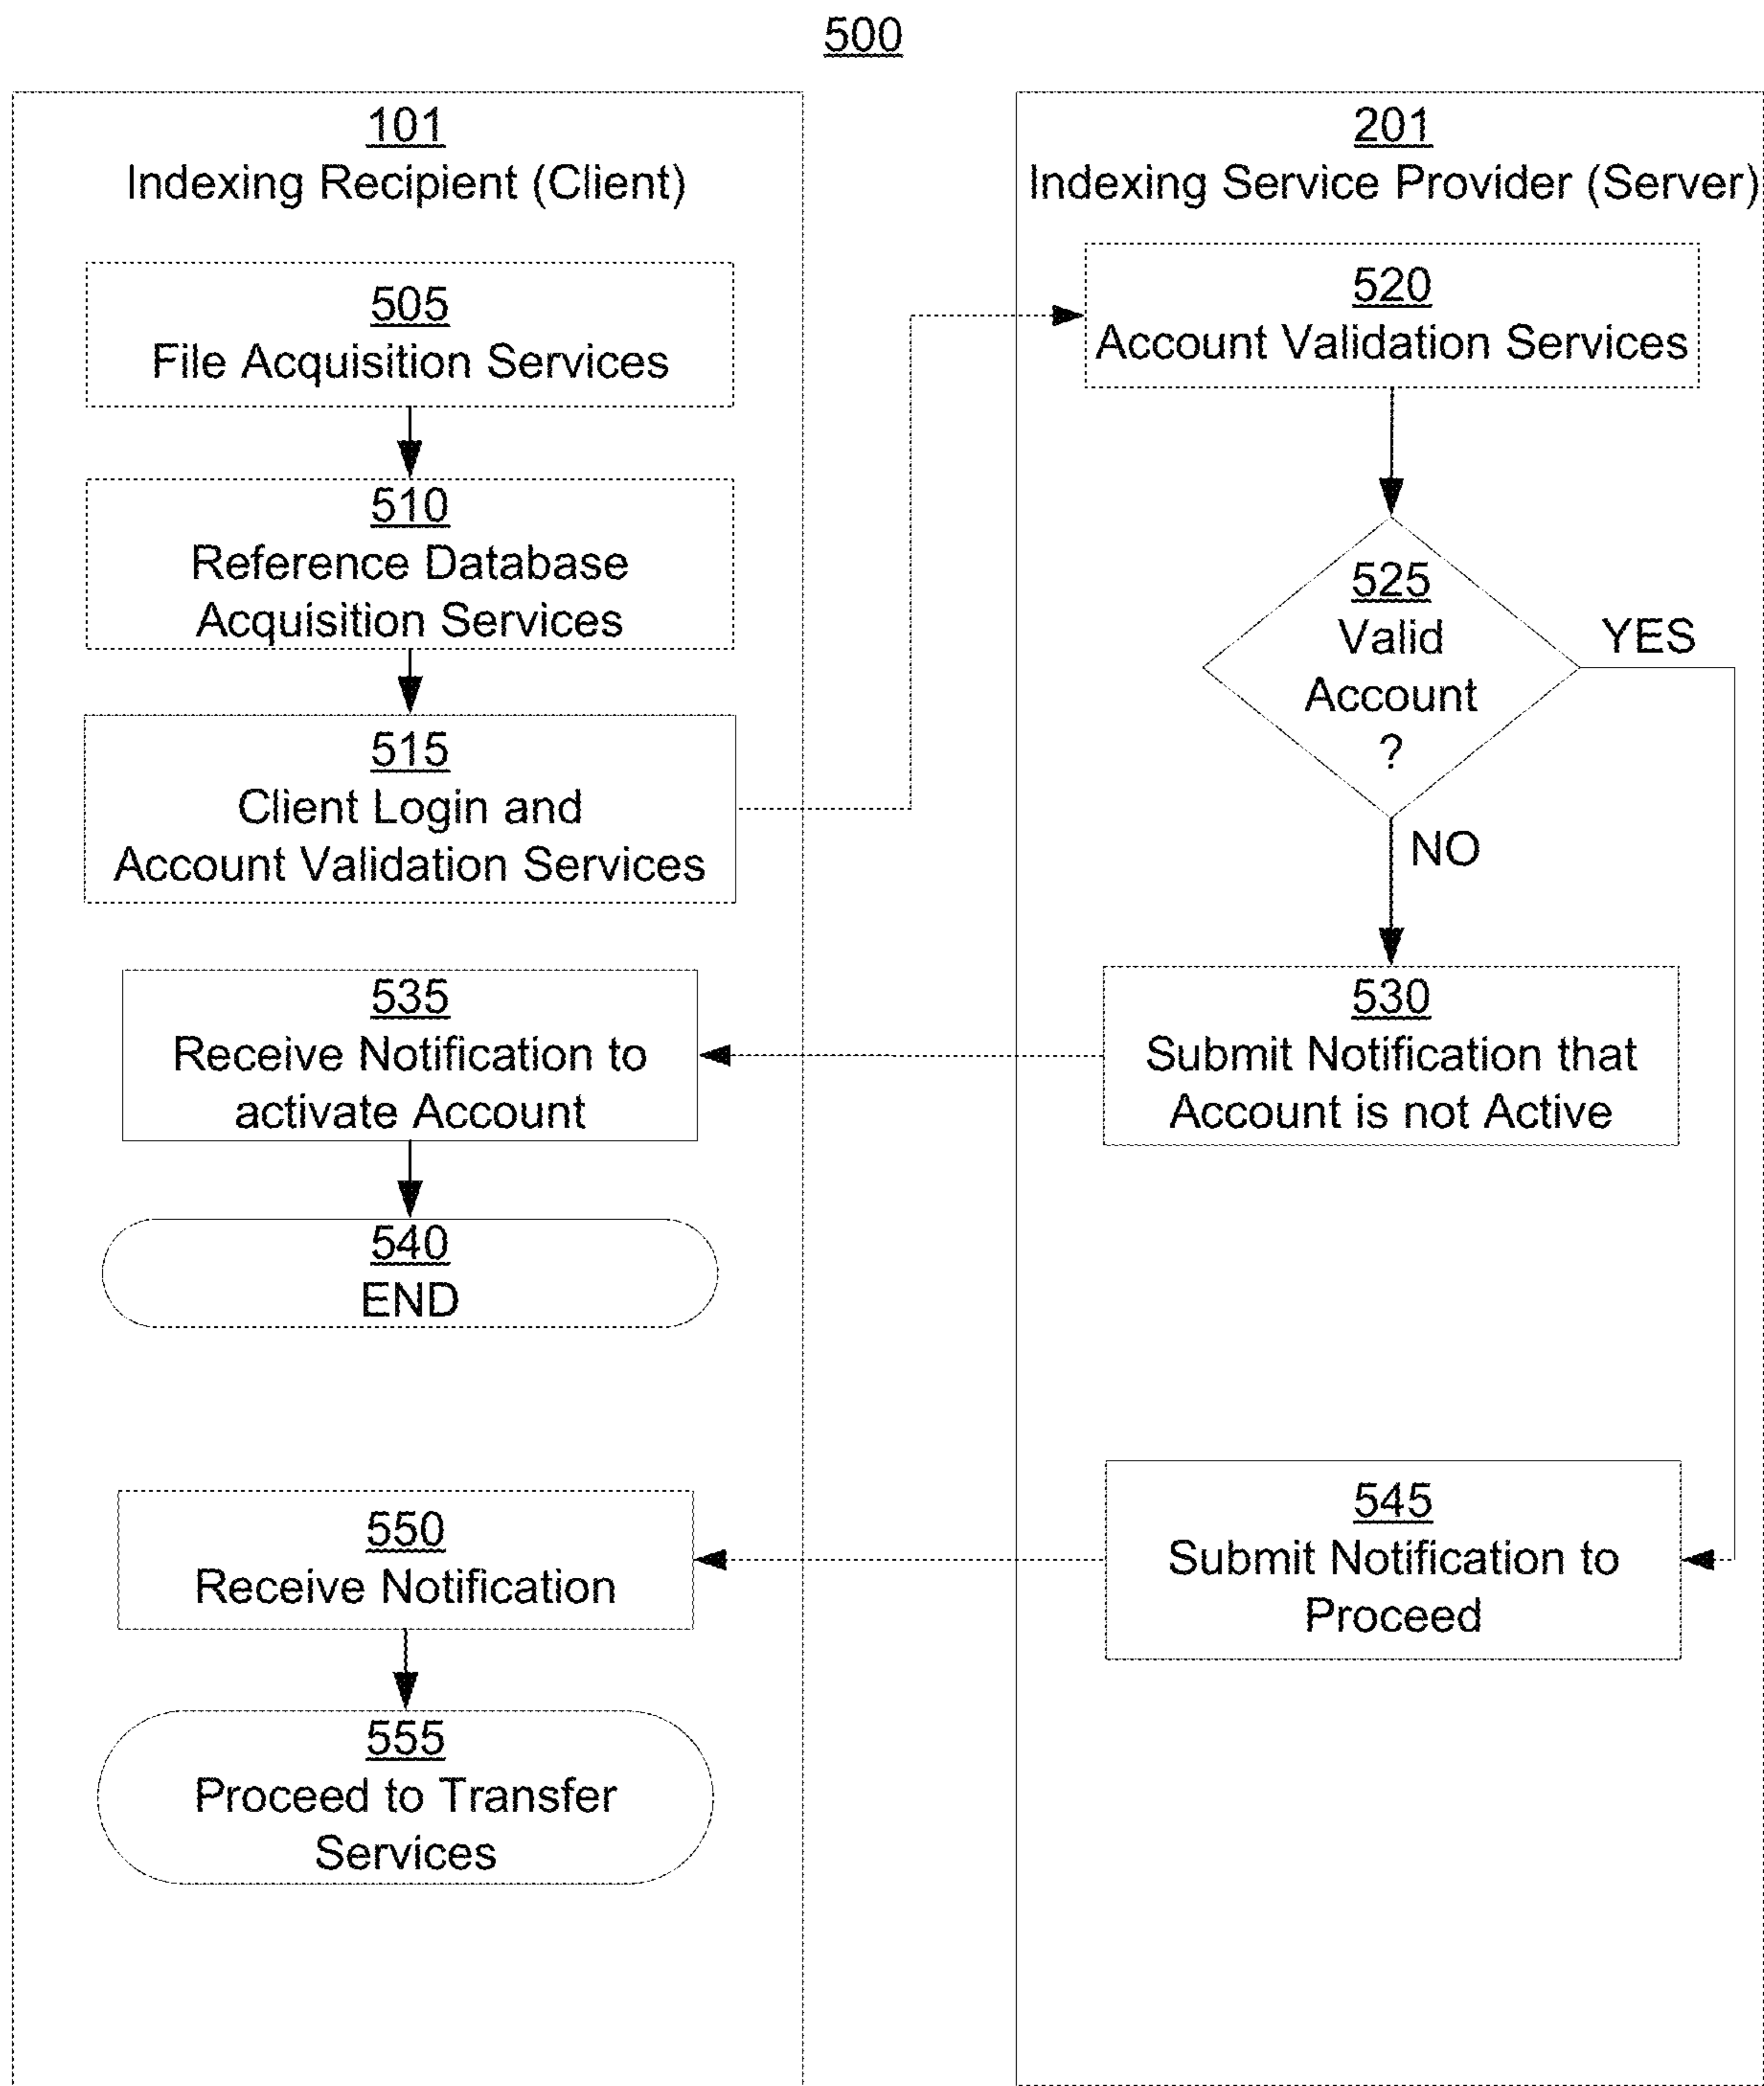 500
101
Indexing Recipient (Client)
505
File Acquisition Services
510
Reference Database
Acquisition Services
515
Client Login and
Account Validation Services
535
Receive Notification to
activate Account
540
END
550
Receive Notification
555
Proceed to Transfer
Services
201
Indexing Service Provider (Server)
520
Account Validation Services
525
Valid
Account
?
YES
NO
530
Submit Notification that
Account is not Active
545
Submit Notification to
Proceed